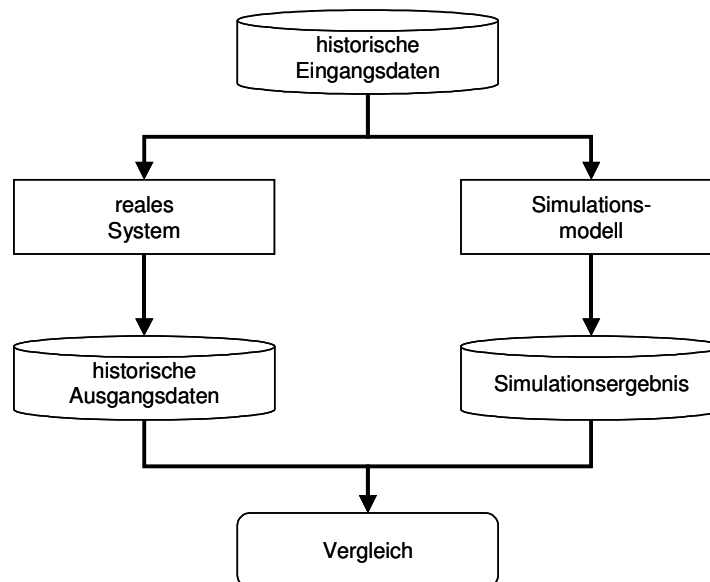 historische
Eingangsdaten
reales
System
Simulations-
modell
historische
Ausgangsdaten
Simulationsergebnis
Vergleich